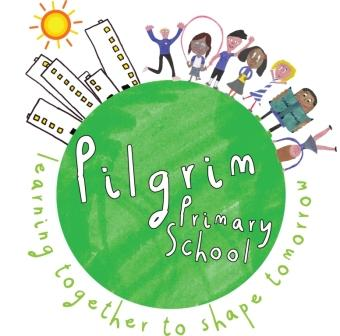 Pilgrim
Primary
School
learning together to shape tomorrow